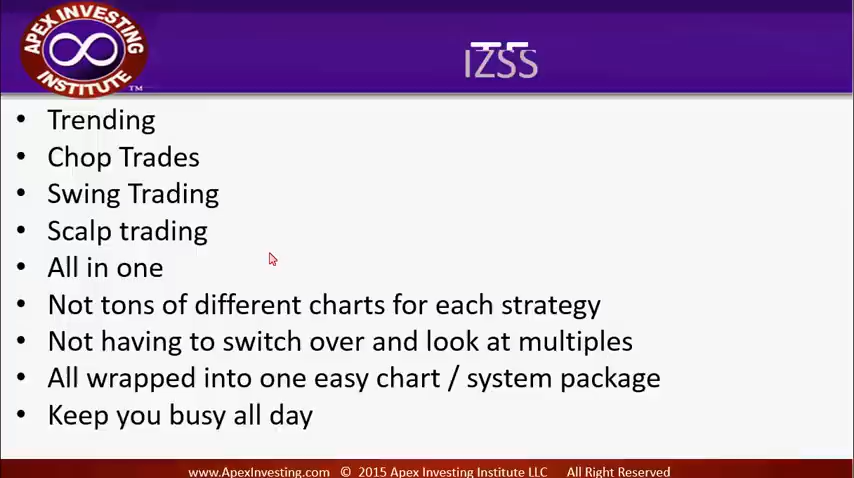 APEX INVESTING
INSTITUTE
TM
IZSS
• Trending
• Chop Trades
• Swing Trading
• Scalp trading
• All in one
• Not tons of different charts for each strategy
• Not having to switch over and look at multiples
• All wrapped into one easy chart / system package
• Keep you busy all day
www.ApexInvesting.com © 2015 Apex Investing Institute LLC All Right Reserved